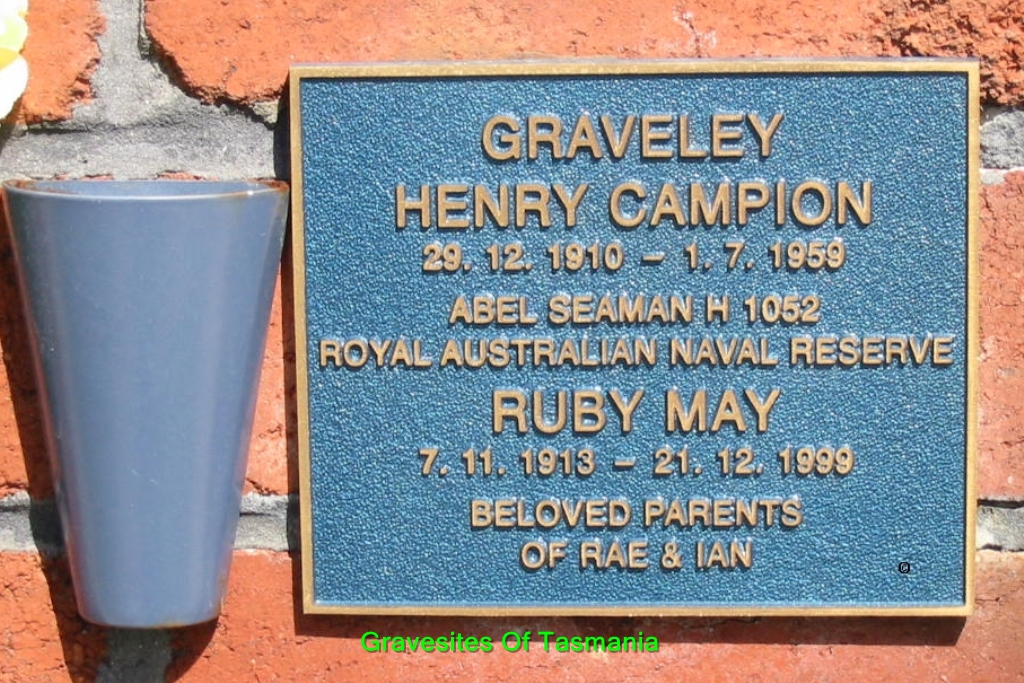 GRAVELEY
HENRY CAMPION
29. 12. 1910 – 1. 7. 1959
ABEL SEAMAN H 1052
ROYAL AUSTRALIAN NAVAL RESERVE
RUBY MAY
7. 11. 1913 – 21. 12. 1999
BELOVED PARENTS
OF RAE & IAN
Gravesites Of Tasmania